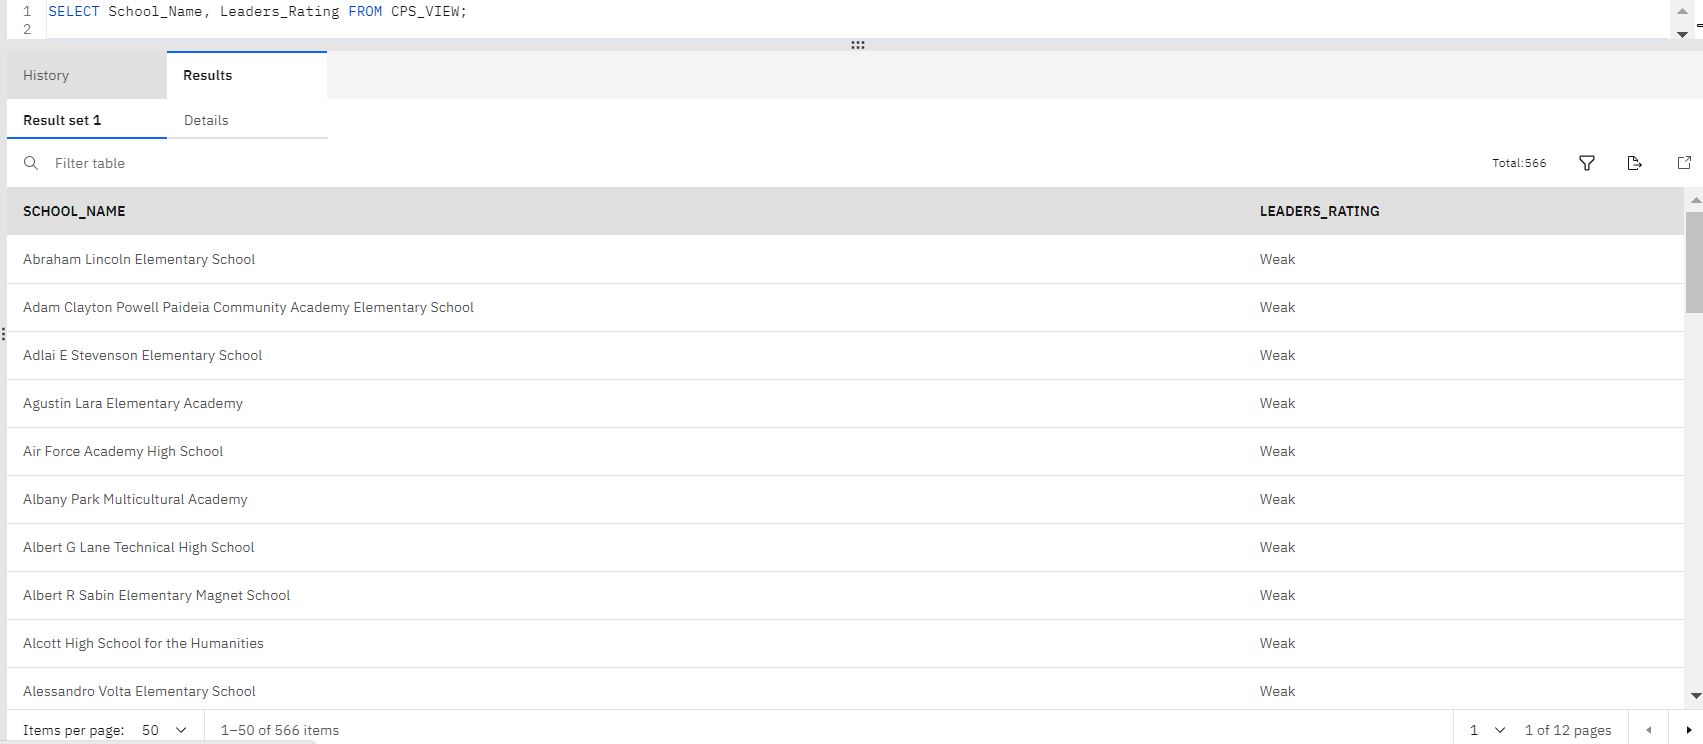 1 SELECT School_Name, Leaders_Rating FROM CPS_VIEW;
2
History Results
Result set 1 Details
Filter table Total:566
SCHOOL_NAME LEADERS_RATING
Abraham Lincoln Elementary School Weak
Adam Clayton Powell Paideia Community Academy Elementary School Weak
Adlai E Stevenson Elementary School Weak
Agustin Lara Elementary Academy Weak
Air Force Academy High School Weak
Albany Park Multicultural Academy Weak
Albert G Lane Technical High School Weak
Albert R Sabin Elementary Magnet School Weak
Alcott High School for the Humanities Weak
Alessandro Volta Elementary School Weak
Items per page: 50 1–50 of 566 items 1 1 of 12 pages